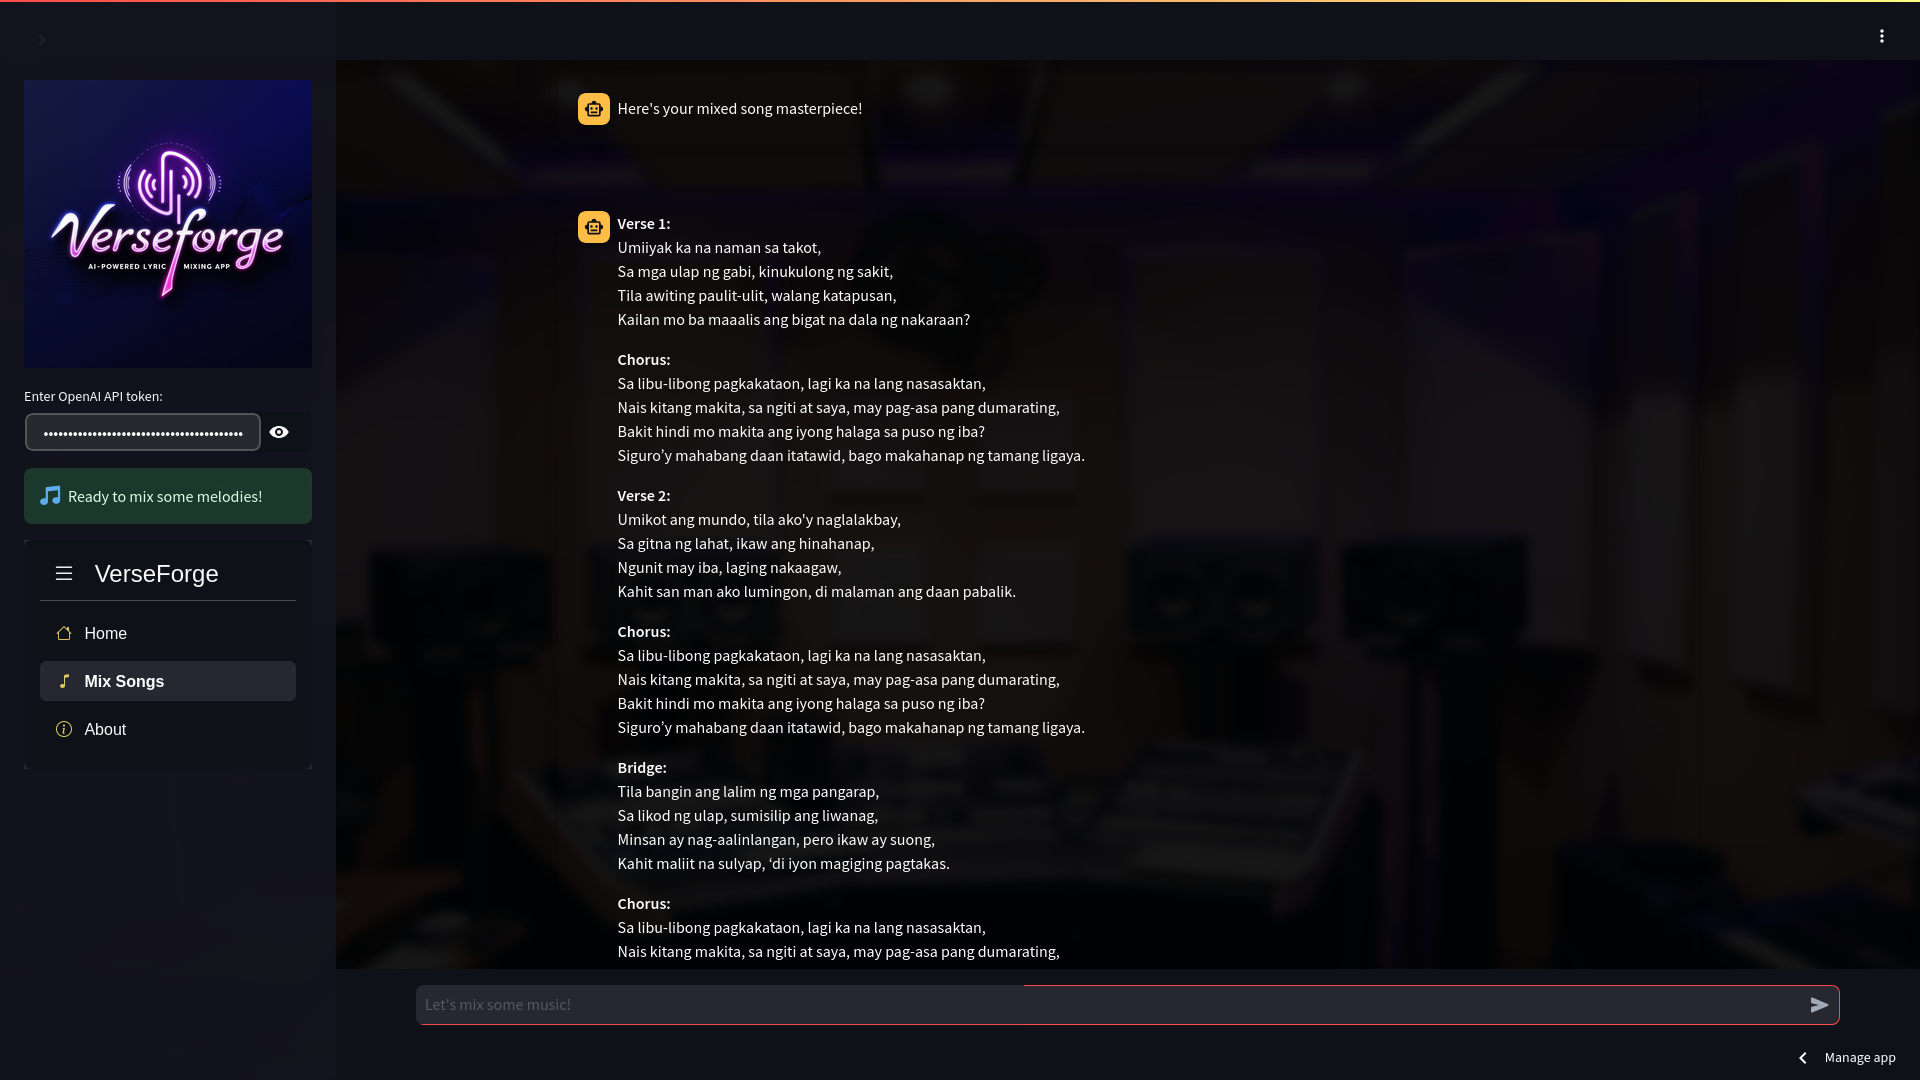 Verseforge
AI-POWERED LYRIC MIXING APP
Enter OpenAI API token:
••••••••••••••••••••••••••••••••••••••••
Ready to mix some melodies!
VerseForge
Home
Mix Songs
About
Here's your mixed song masterpiece!
Verse 1:
Umiiyak ka na naman sa takot,
Sa mga ulap ng gabi, kinukulong ng sakit,
Tila awiting paulit-ulit, walang katapusan,
Kailan mo ba maaalis ang bigat na dala ng nakaraan?
Chorus:
Sa libu-libong pagkakataon, lagi ka na lang nasasaktan,
Nais kitang makita, sa ngiti at saya, may pag-asa pang dumarating,
Bakit hindi mo makita ang iyong halaga sa puso ng iba?
Siguro’y mahabang daan itatawid, bago makahanap ng tamang ligaya.
Verse 2:
Umikot ang mundo, tila ako'y naglalakbay,
Sa gitna ng lahat, ikaw ang hinahanap,
Ngunit may iba, laging nakaagaw,
Kahit san man ako lumingon, di malaman ang daan pabalik.
Chorus:
Sa libu-libong pagkakataon, lagi ka na lang nasasaktan,
Nais kitang makita, sa ngiti at saya, may pag-asa pang dumarating,
Bakit hindi mo makita ang iyong halaga sa puso ng iba?
Siguro’y mahabang daan itatawid, bago makahanap ng tamang ligaya.
Bridge:
Tila bangin ang lalim ng mga pangarap,
Sa likod ng ulap, sumisilip ang liwanag,
Minsan ay nag-aalinlangan, pero ikaw ay suong,
Kahit maliit na sulyap, ‘di iyon magiging pagtakas.
Chorus:
Sa libu-libong pagkakataon, lagi ka na lang nasasaktan,
Nais kitang makita, sa ngiti at saya, may pag-asa pang dumarating,
Let's mix some music!
Manage app